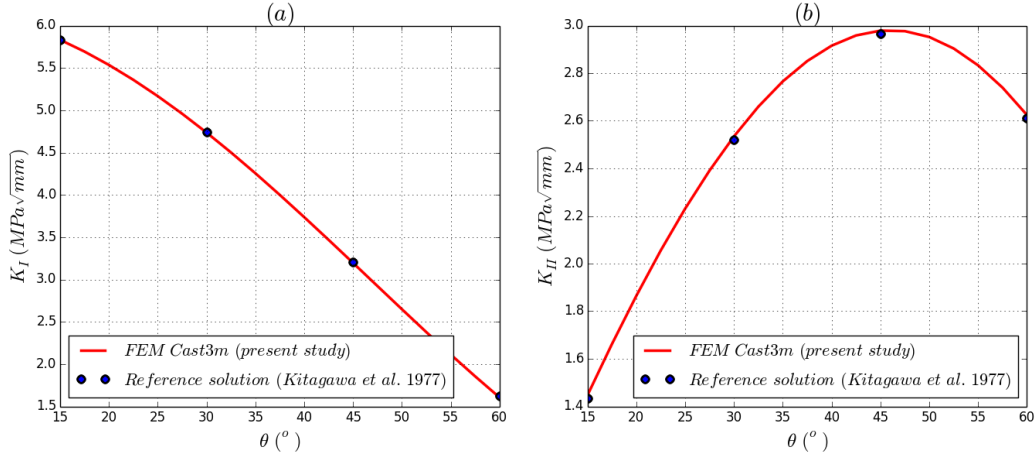 (a)
6.0
5.5
5.0
4.5
4.0
3.5
3.0
2.5
2.0
1.5
K_I (MPa√mm)
15 20 25 30 35 40 45 50 55 60
θ (°)
FEM Cast3m (present study)
Reference solution (Kitagawa et al. 1977)
(b)
3.0
2.8
2.6
2.4
2.2
2.0
1.8
1.6
1.4
K_II (MPa√mm)
15 20 25 30 35 40 45 50 55 60
θ (°)
FEM Cast3m (present study)
Reference solution (Kitagawa et al. 1977)